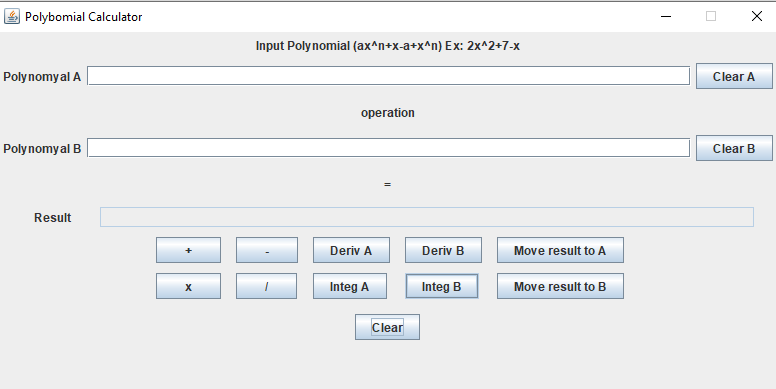 Polybomial Calculator
Input Polynomial (ax^n+x-a+x^n) Ex: 2x^2+7-x
Polynomyal A Clear A
operation
Polynomyal B Clear B
=
Result
+ - Deriv A Deriv B Move result to A
x / Integ A Integ B Move result to B
Clear